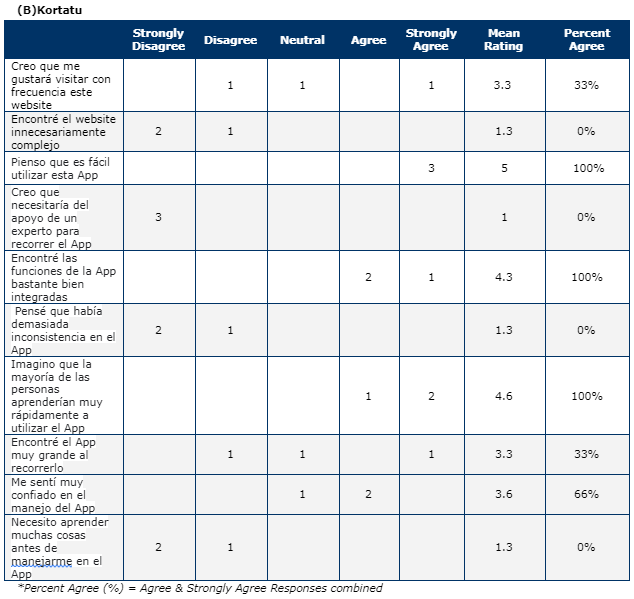 (B)Kortatu
Strongly Disagree Disagree Neutral Agree Strongly Agree Mean Rating Percent Agree
Creo que me
gustará visitar con
frecuencia este
website
1 1 1 3.3 33%
Encontré el website
innecesariamente
complejo
2 1 1.3 0%
Pienso que es fácil
utilizar esta App
3 5 100%
Creo que
necesitaría del
apoyo de un
experto para
recorrer el App
3 1 0%
Encontré las
funciones de la App
bastante bien
integradas
2 1 4.3 100%
Pensé que había
demasiada
inconsistencia en el
App
2 1 1.3 0%
Imagino que la
mayoría de las
personas
aprenderían muy
rápidamente a
utilizar el App
1 2 4.6 100%
Encontré el App
muy grande al
recorrerlo
1 1 1 3.3 33%
Me sentí muy
confiado en el
manejo del App
1 2 3.6 66%
Necesito aprender
muchas cosas
antes de
manejarme en el
App
2 1 1.3 0%
*Percent Agree (%) = Agree & Strongly Agree Responses combined